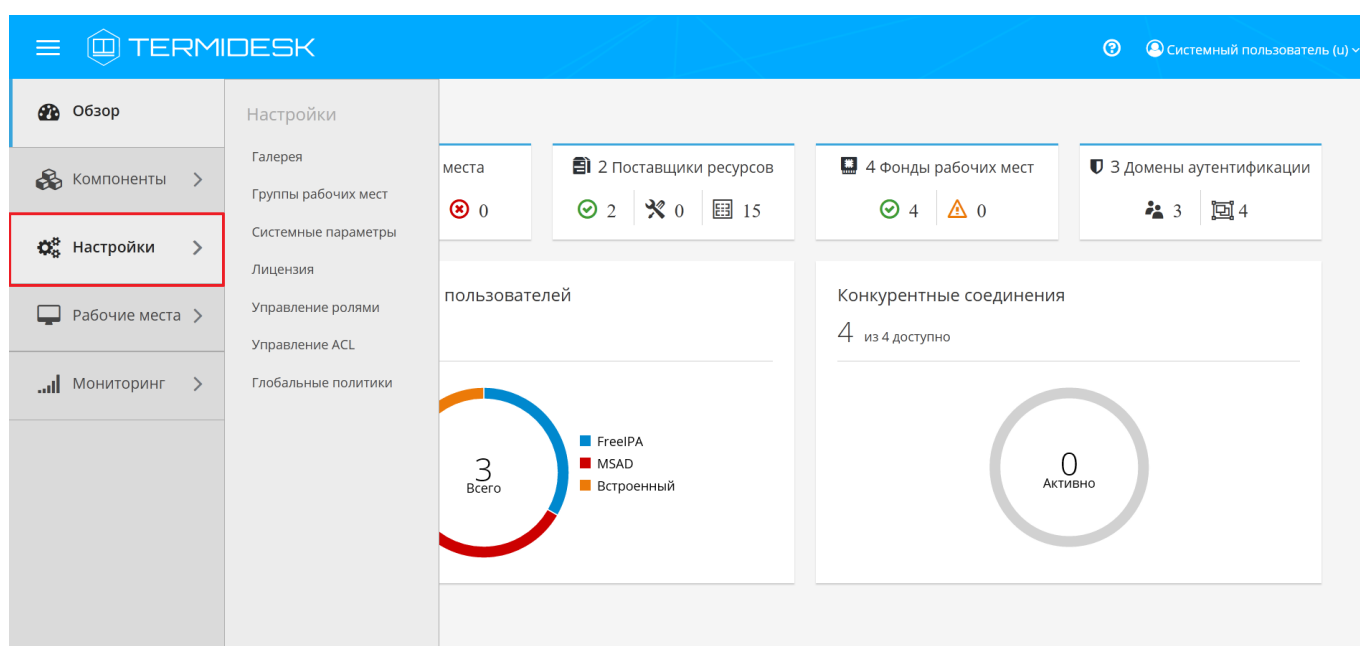 TERMIDESK
Системный пользователь (u)
Обзор
Компоненты
Настройки
Рабочие места
Мониторинг
Настройки
Галерея
Группы рабочих мест
Системные параметры
Лицензия
Управление ролями
Управление ACL
Глобальные политики
места
0
2 Поставщики ресурсов
2 0 15
4 Фонды рабочих мест
4 0
3 Домены аутентификации
3 4
пользователей
3
Всего
FreeIPA
MSAD
Встроенный
Конкурентные соединения
4 из 4 доступно
0
Активно